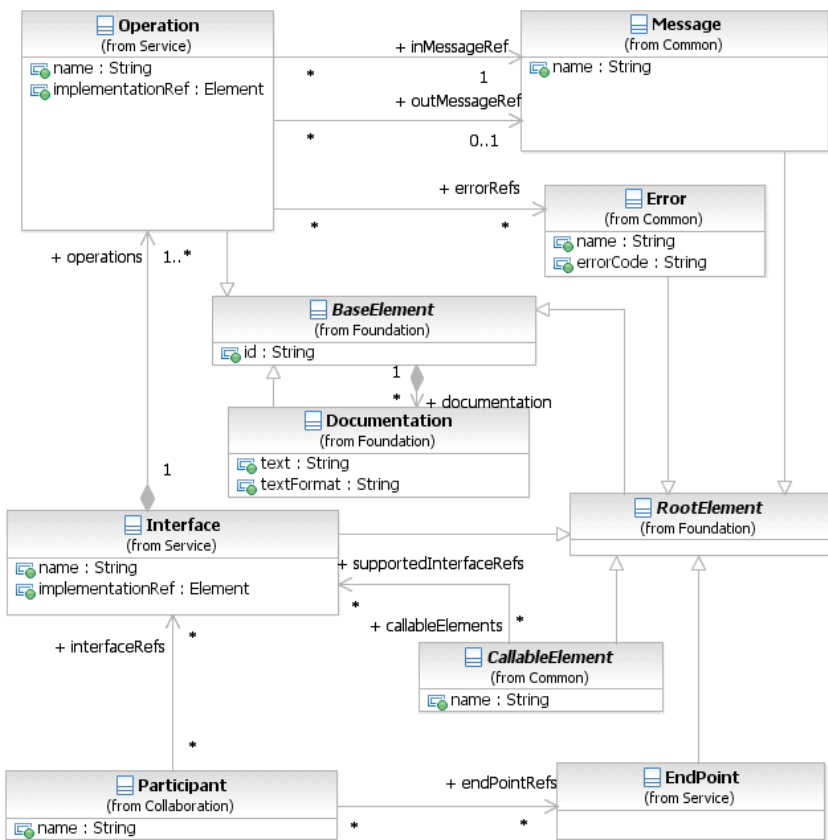 Operation
(from Service)
name : String
implementationRef : Element
+ inMessageRef
*
1
+ outMessageRef
*
0..1
Message
(from Common)
name : String
+ errorRefs
*
*
Error
(from Common)
name : String
errorCode : String
+ operations
1..*
BaseElement
(from Foundation)
id : String
1
*
+ documentation
Documentation
(from Foundation)
text : String
textFormat : String
1
Interface
(from Service)
name : String
implementationRef : Element
RootElement
(from Foundation)
+ supportedInterfaceRefs
*
+ callableElements
*
+ interfaceRefs
*
CallableElement
(from Common)
name : String
*
Participant
(from Collaboration)
name : String
+ endPointRefs
*
*
EndPoint
(from Service)